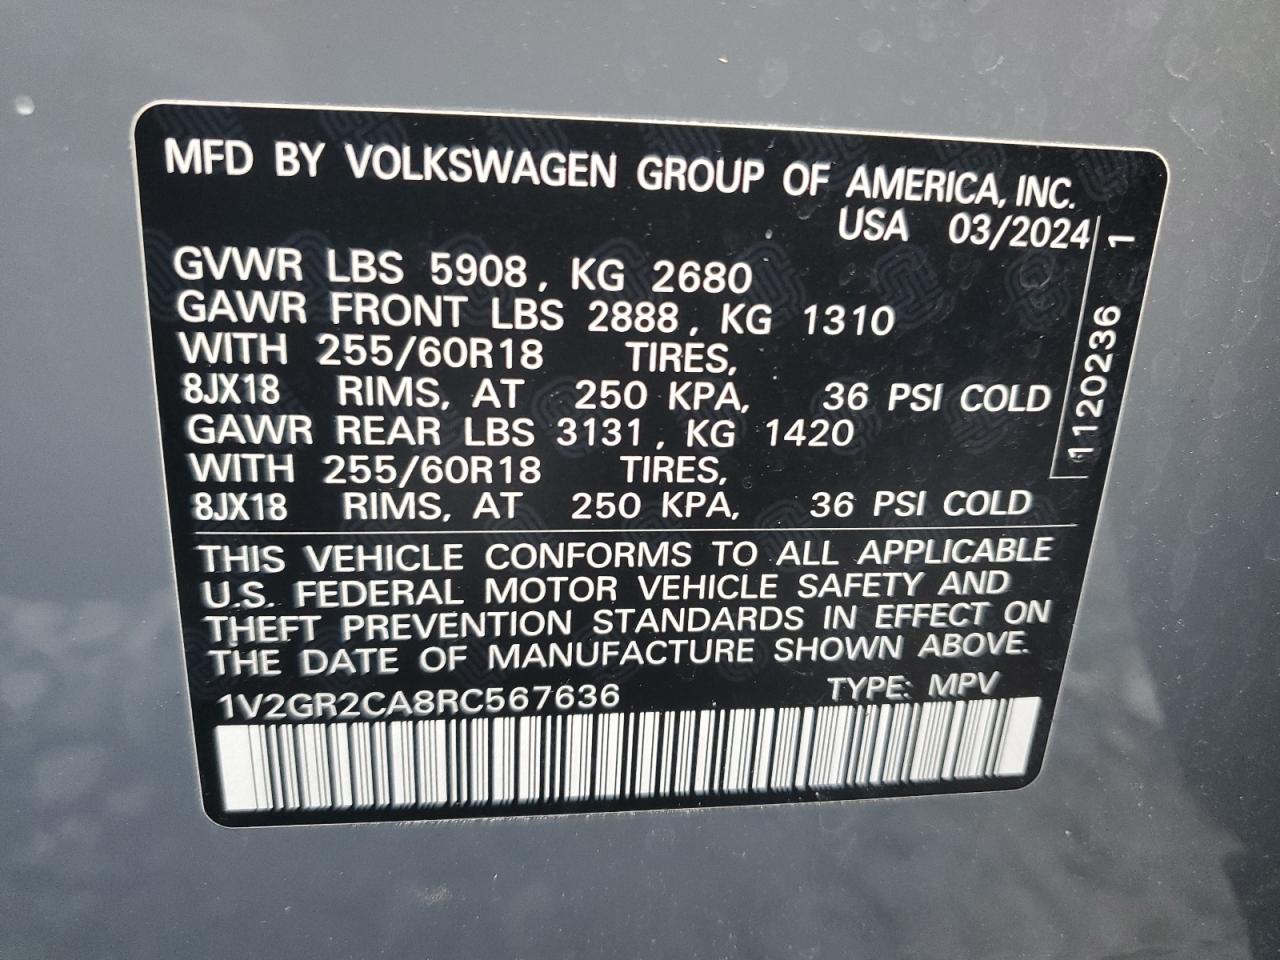 MFD BY VOLKSWAGEN GROUP OF AMERICA, INC.
USA 03/2024
GVWR LBS 5908, KG 2680
GAWR FRONT LBS 2888, KG 1310
WITH 255/60R18 TIRES,
8JX18 RIMS, AT 250 KPA, 36 PSI COLD
GAWR REAR LBS 3131, KG 1420
WITH 255/60R18 TIRES,
8JX18 RIMS, AT 250 KPA, 36 PSI COLD
THIS VEHICLE CONFORMS TO ALL APPLICABLE
U.S. FEDERAL MOTOR VEHICLE SAFETY AND
THEFT PREVENTION STANDARDS IN EFFECT ON
THE DATE OF MANUFACTURE SHOWN ABOVE.
1V2GR2CA8RC567636 TYPE: MPV
1120236 1